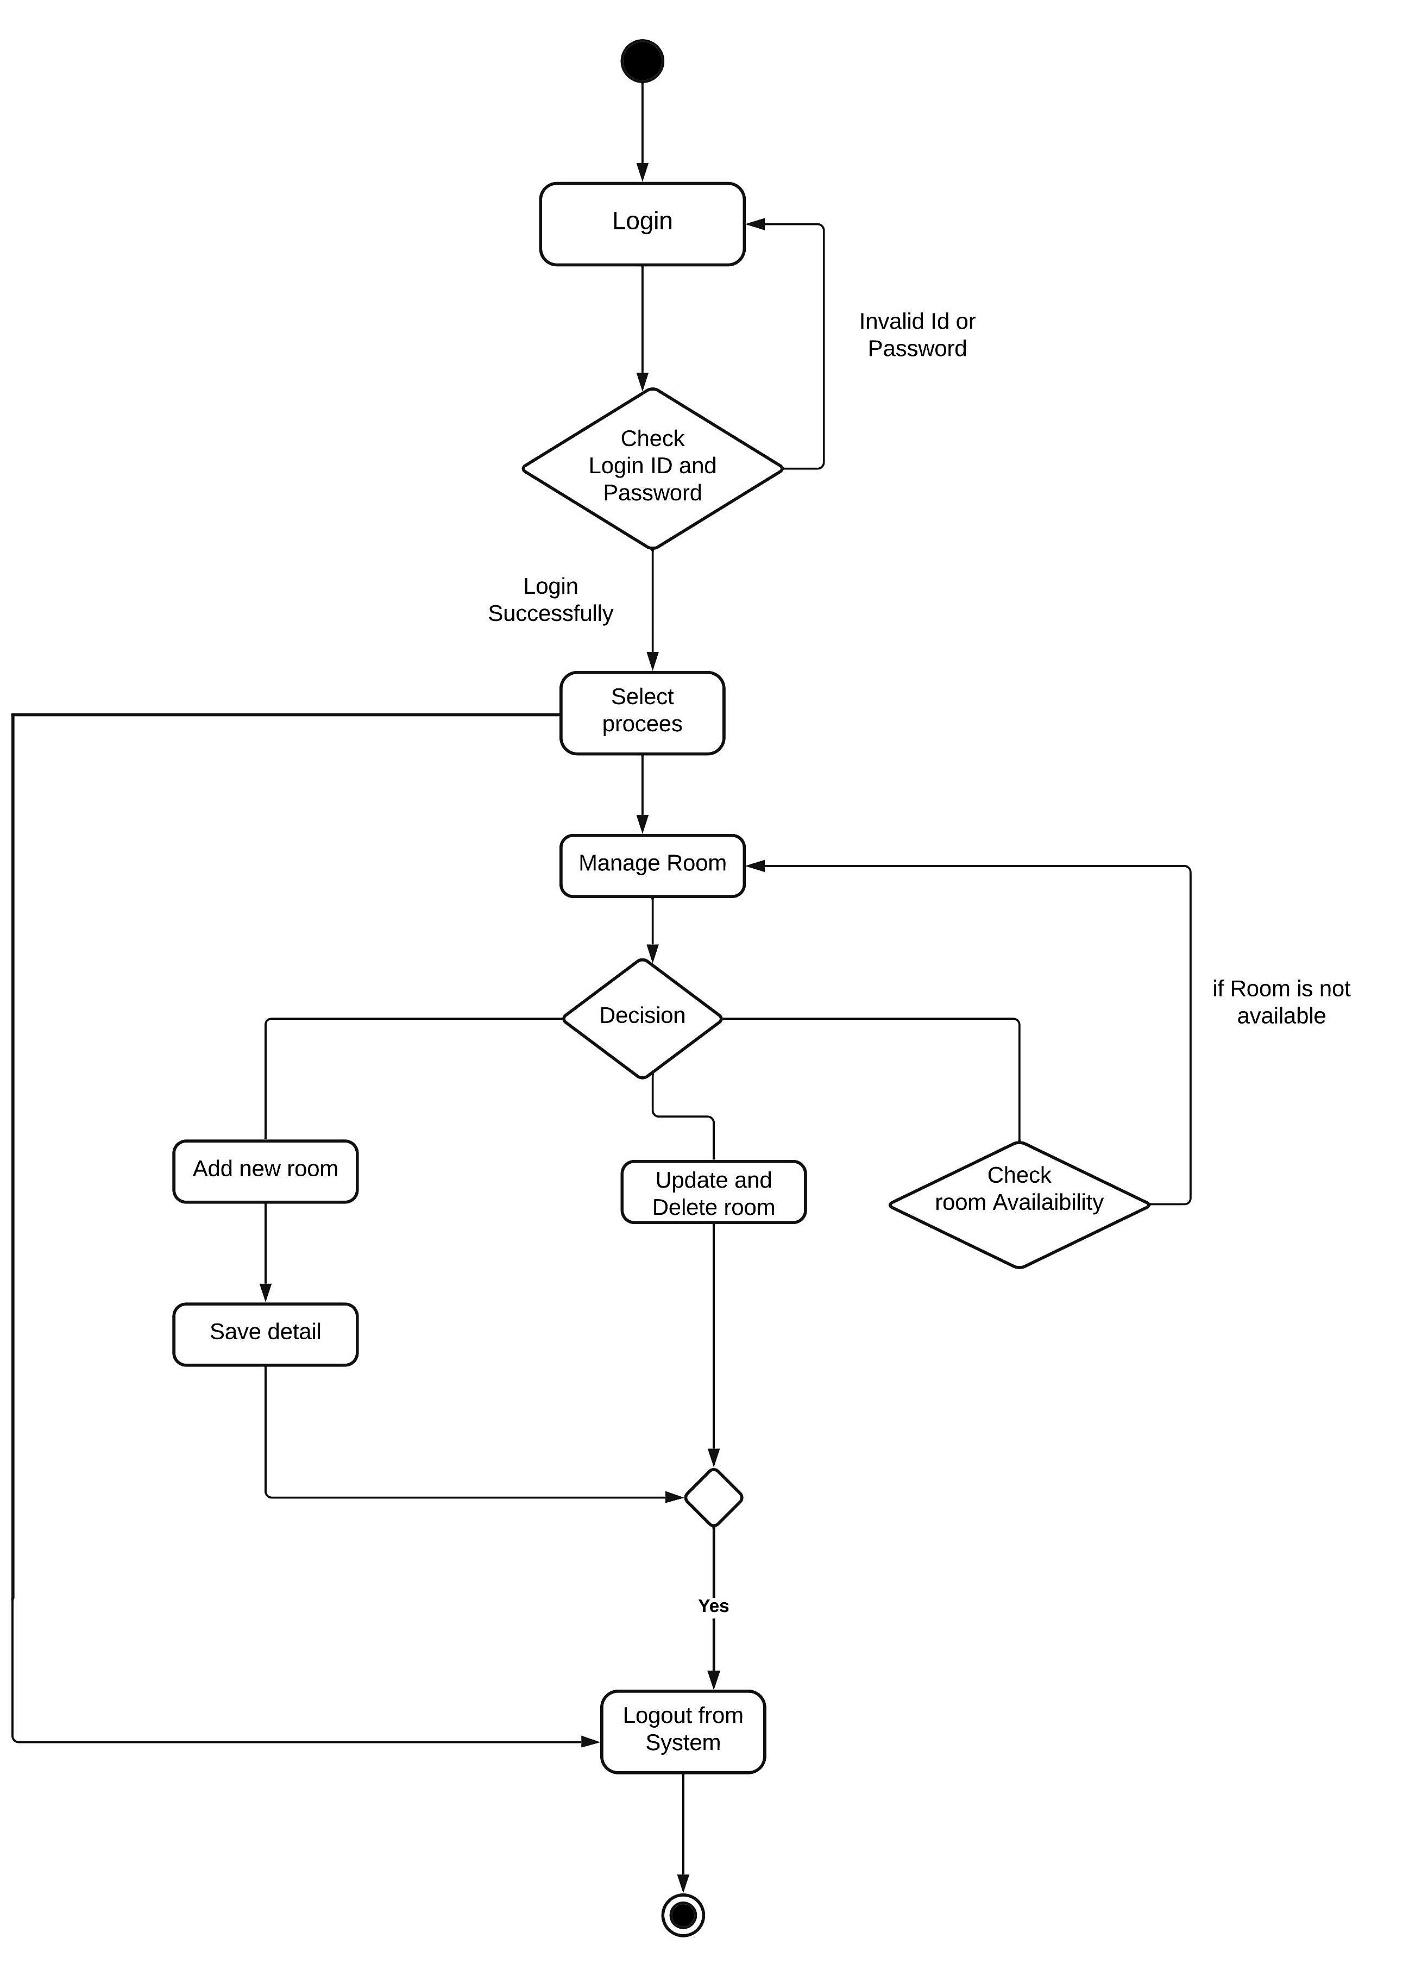 Login
Invalid Id or
Password
Check
Login ID and
Password
Login
Successfully
Select
procees
Manage Room
if Room is not
available
Decision
Add new room
Update and
Delete room
Check
room Availaibility
Save detail
Yes
Logout from
System